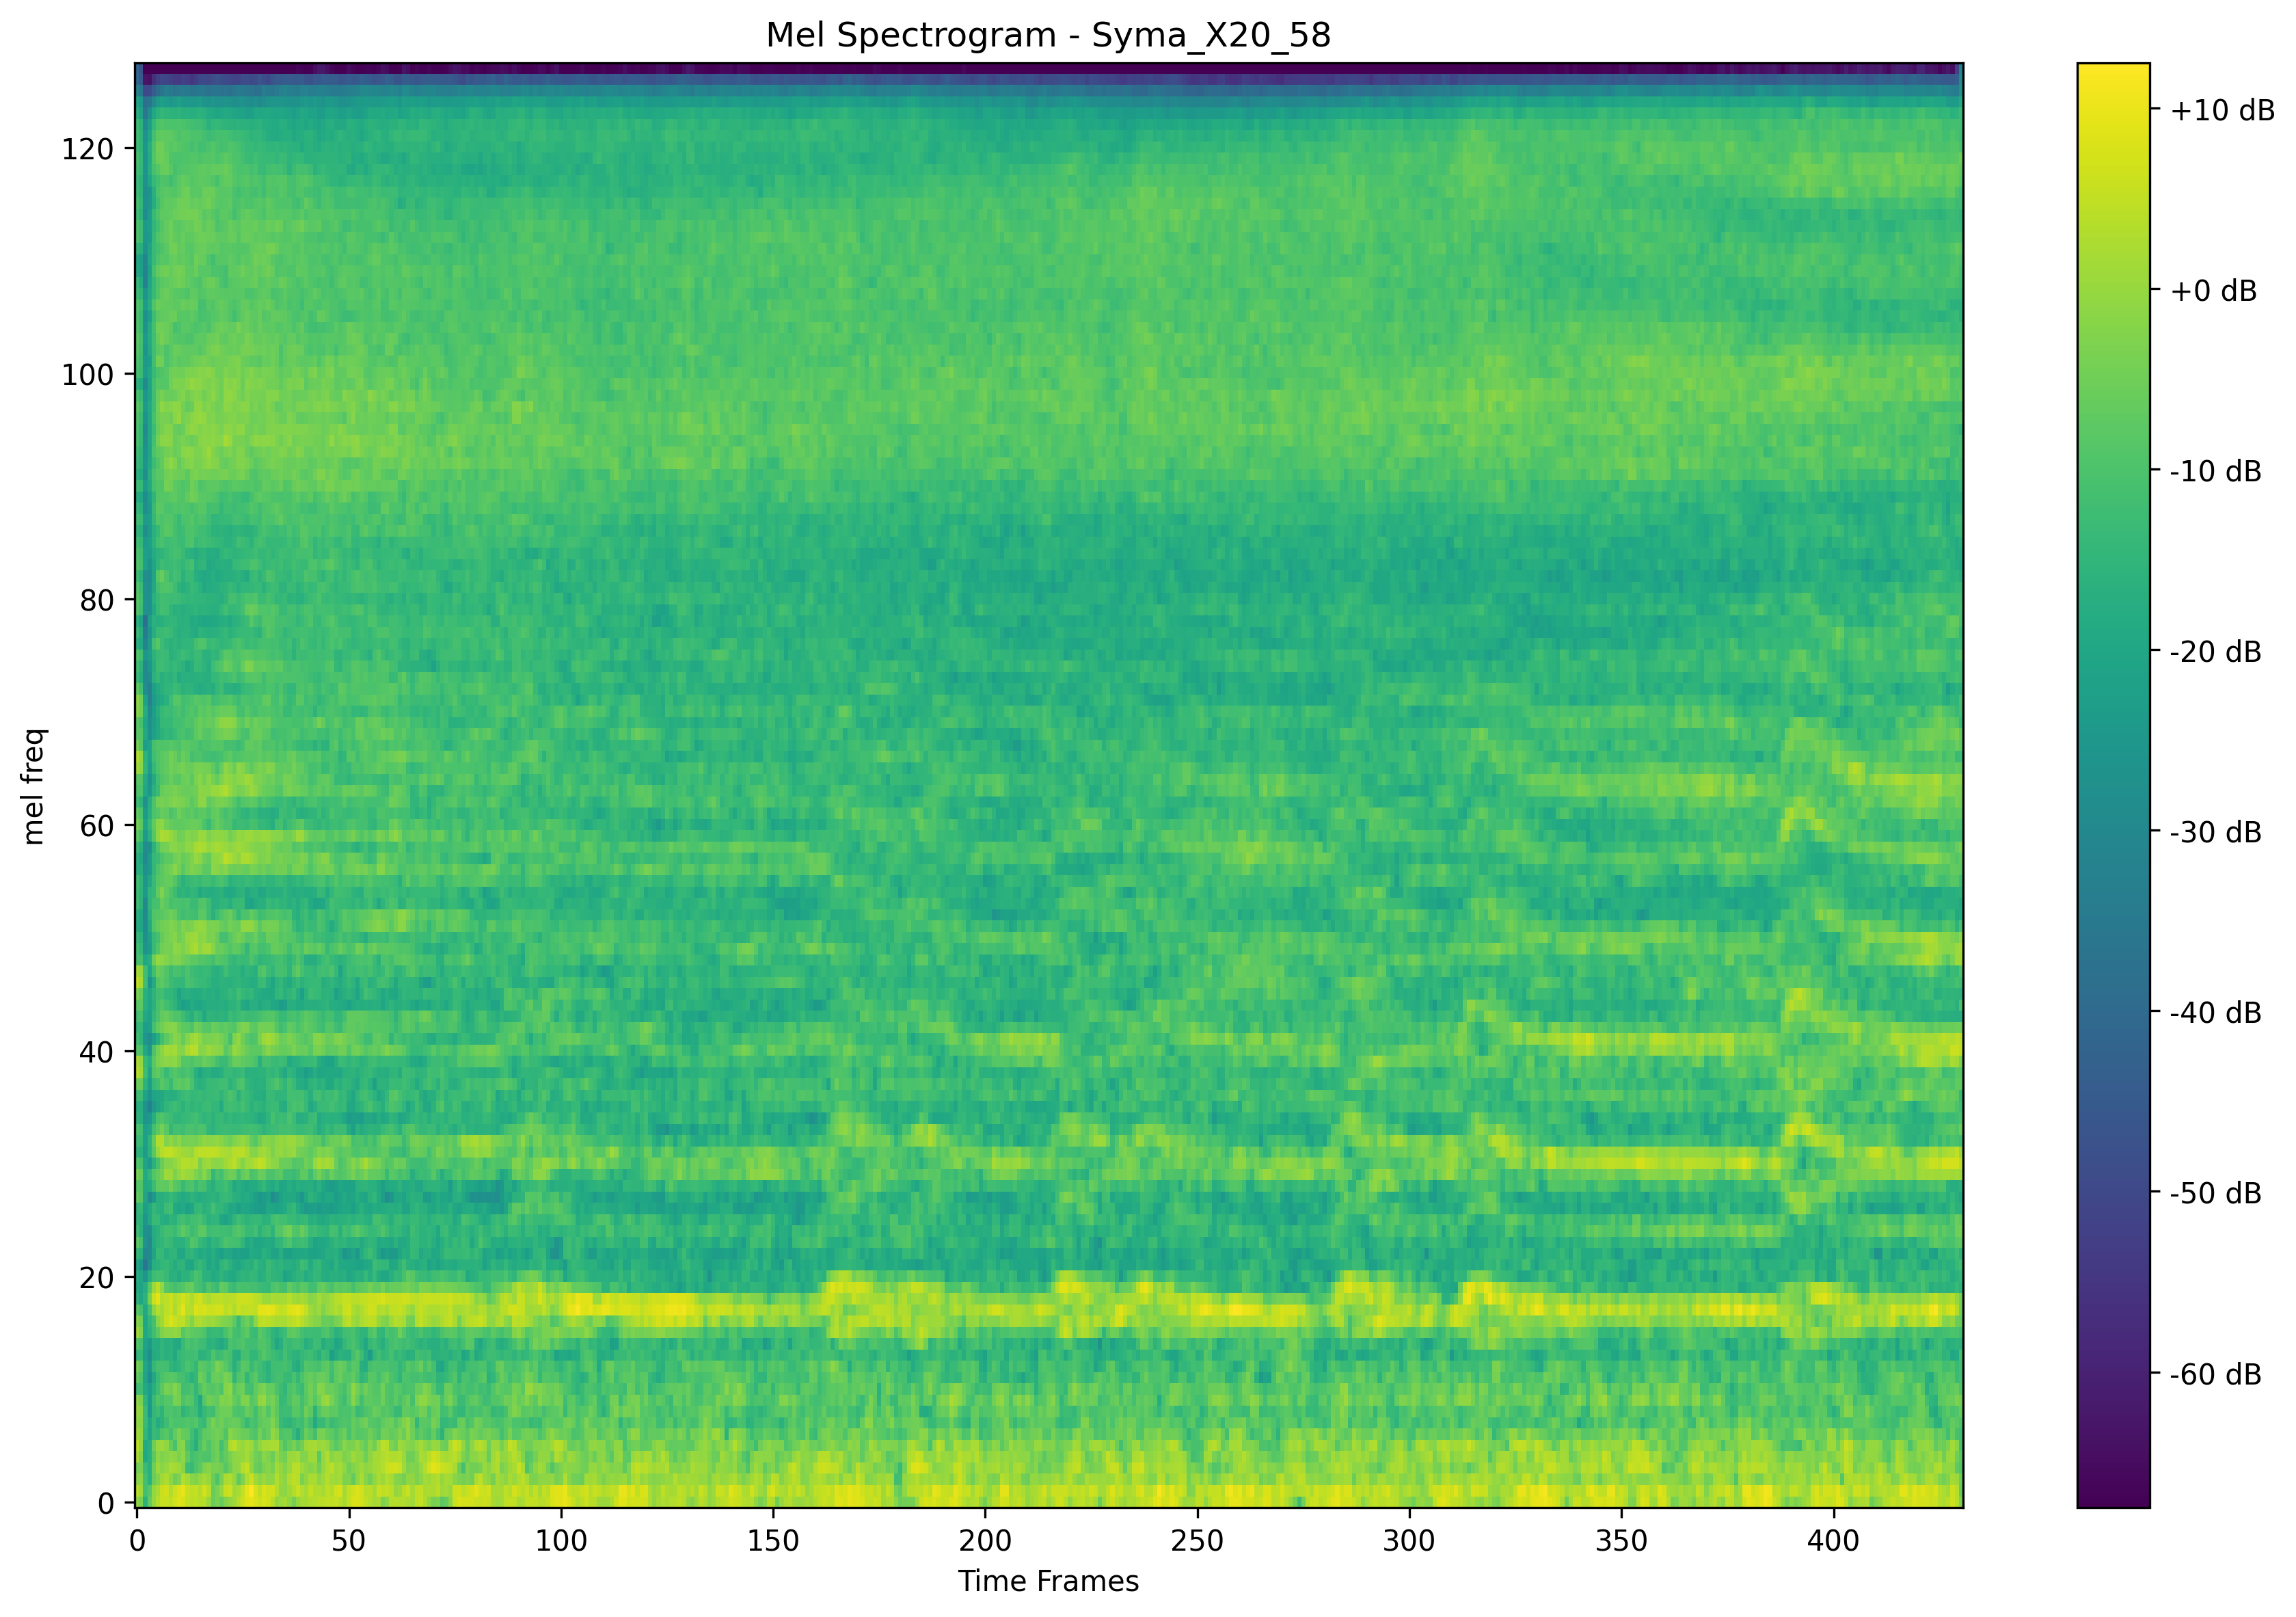 Mel Spectrogram - Syma_X20_58
mel freq
120
100
80
60
40
20
0
0 50 100 150 200 250 300 350 400
Time Frames
+10 dB
+0 dB
-10 dB
-20 dB
-30 dB
-40 dB
-50 dB
-60 dB